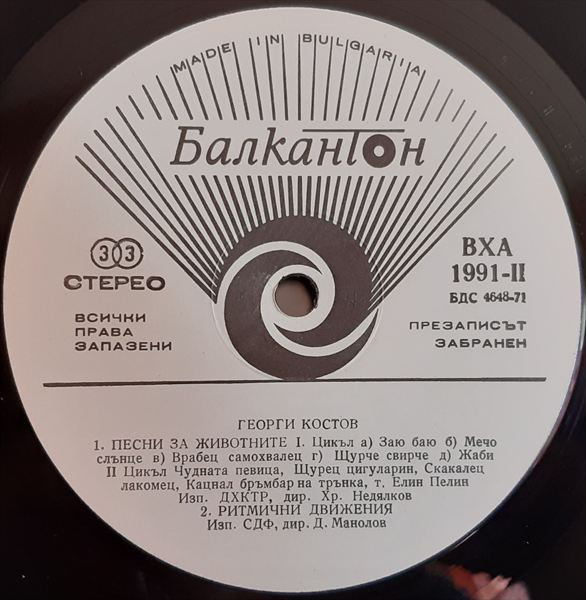 MADE IN BULGARIA
Балкантон
33
СТЕРЕО
ВХА
1991-II
БДС 4648-71
ВСИЧКИ
ПРАВА
ЗАПАЗЕНИ
ПРЕЗАПИСЪТ
ЗАБРАНЕН
ГЕОРГИ КОСТОВ
1. ПЕСНИ ЗА ЖИВОТНИТЕ I. Цикъл а) Заю баю б) Мечо
слънце в) Врабец самохвалец г) Щурче свирче д) Жаби
II Цикъл Чудната певица, Щурец цигуларин, Скакалец
лакомец, Кацнал бръмбар на трънка, т. Елин Пелин
Изп. ДХКТР, дир. Хр. Недялков
2. РИТМИЧНИ ДВИЖЕНИЯ
Изп. СДФ, дир. Д. Манолов